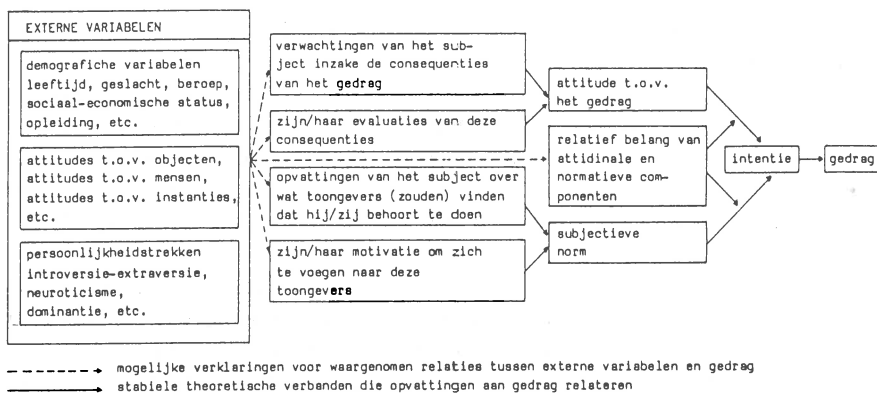 EXTERNE VARIABELEN
demografiche variabelen
leeftijd, geslacht, beroep,
sociaal-economische status,
opleiding, etc.
attitudes t.o.v. objecten,
attitudes t.o.v. mensen,
attitudes t.o.v. instanties,
etc.
persoonlijkheidstrekken
introversie-extraversie,
neuroticisme,
dominantie, etc.
verwachtingen van het sub-
ject inzake de consequenties
van het gedrag
zijn/haar evaluaties van deze
consequenties
opvattingen van het subject over
wat toongevers (zouden) vinden
dat hij/zij behoort te doen
zijn/haar motivatie om zich
te voegen naar deze
toongevers
attitude t.o.v.
het gedrag
relatief belang van
attidinale en
normatieve com-
ponenten
subjectieve
norm
intentie
gedrag
mogelijke verklaringen voor waargenomen relaties tussen externe variabelen en gedrag
stabiele theoretische verbanden die opvattingen aan gedrag relateren